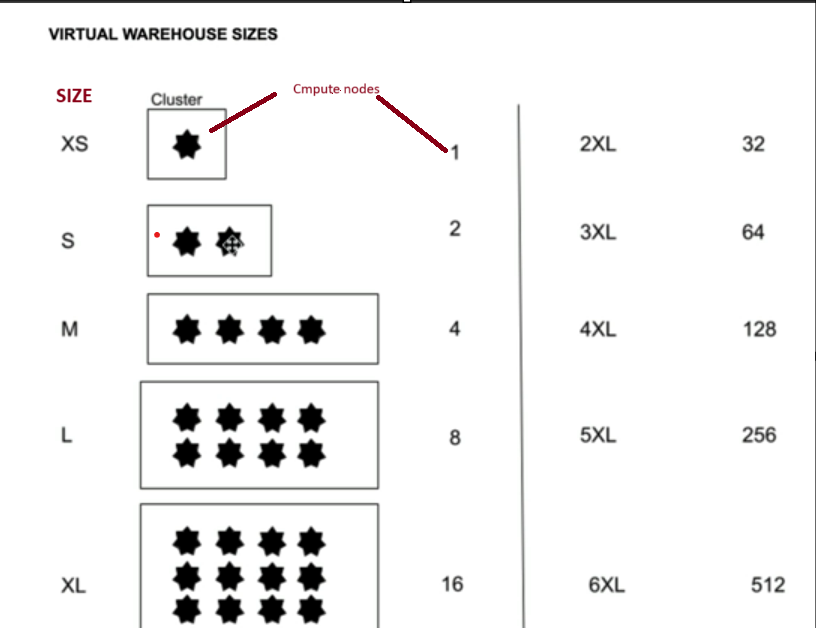 VIRTUAL WAREHOUSE SIZES
SIZE Cluster Cmpute nodes
XS 1 2XL 32
S 2 3XL 64
M 4 4XL 128
L 8 5XL 256
XL 16 6XL 512